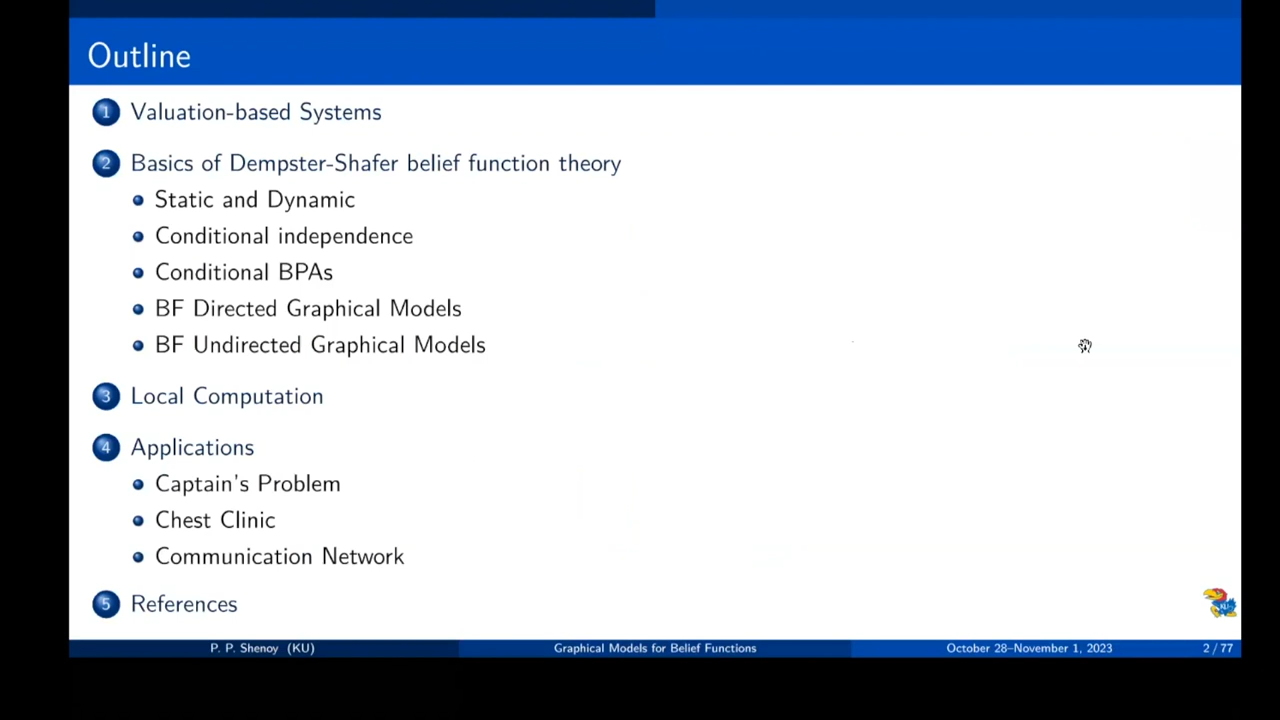 Outline
1 Valuation-based Systems
2 Basics of Dempster-Shafer belief function theory
Static and Dynamic
Conditional independence
Conditional BPAs
BF Directed Graphical Models
BF Undirected Graphical Models
3 Local Computation
4 Applications
Captain's Problem
Chest Clinic
Communication Network
5 References
KU
P. P. Shenoy (KU) Graphical Models for Belief Functions October 28–November 1, 2023 2 / 77